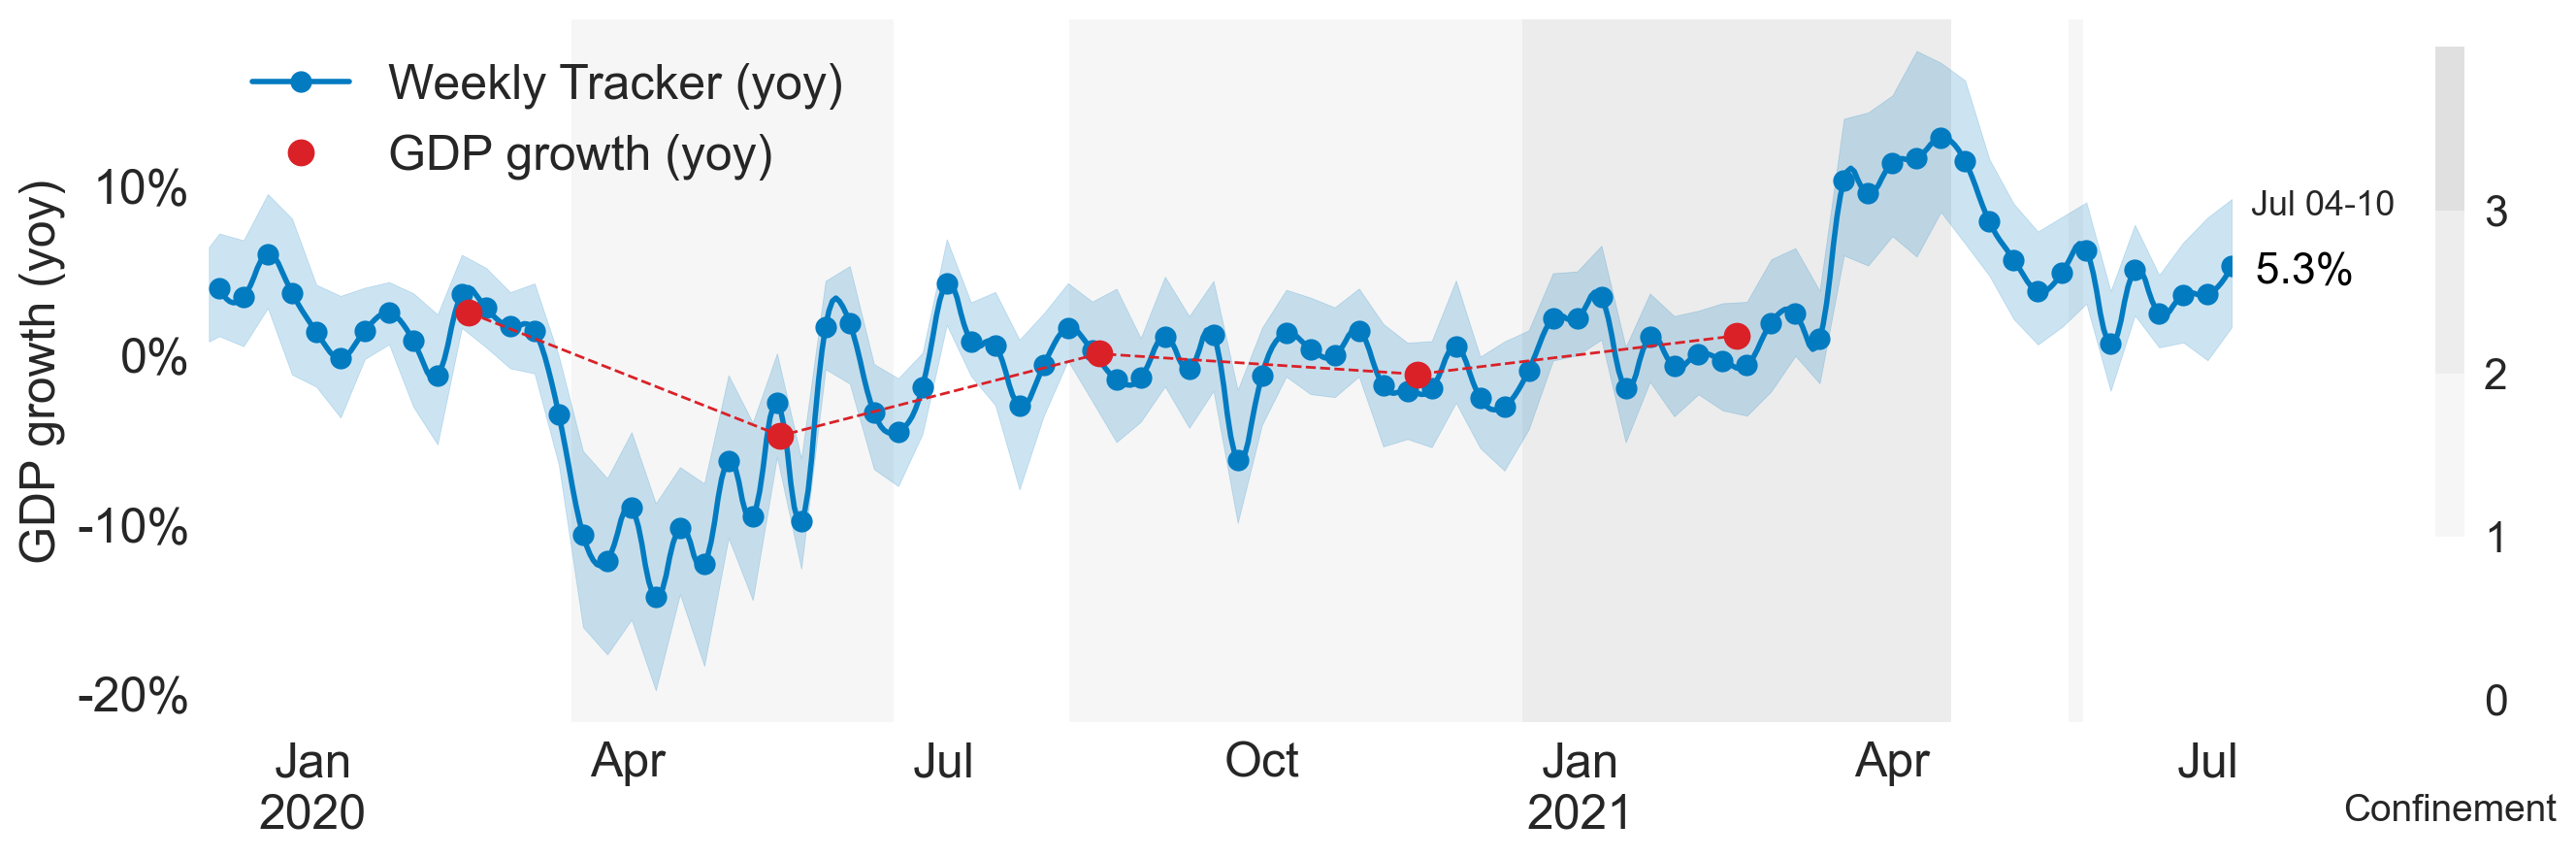 Weekly Tracker (yoy)
GDP growth (yoy)
GDP growth (yoy)
10%
0%
-10%
-20%
Jan
2020
Apr
Jul
Oct
Jan
2021
Apr
Jul
Jul 04-10
5.3%
3
2
1
0
Confinement